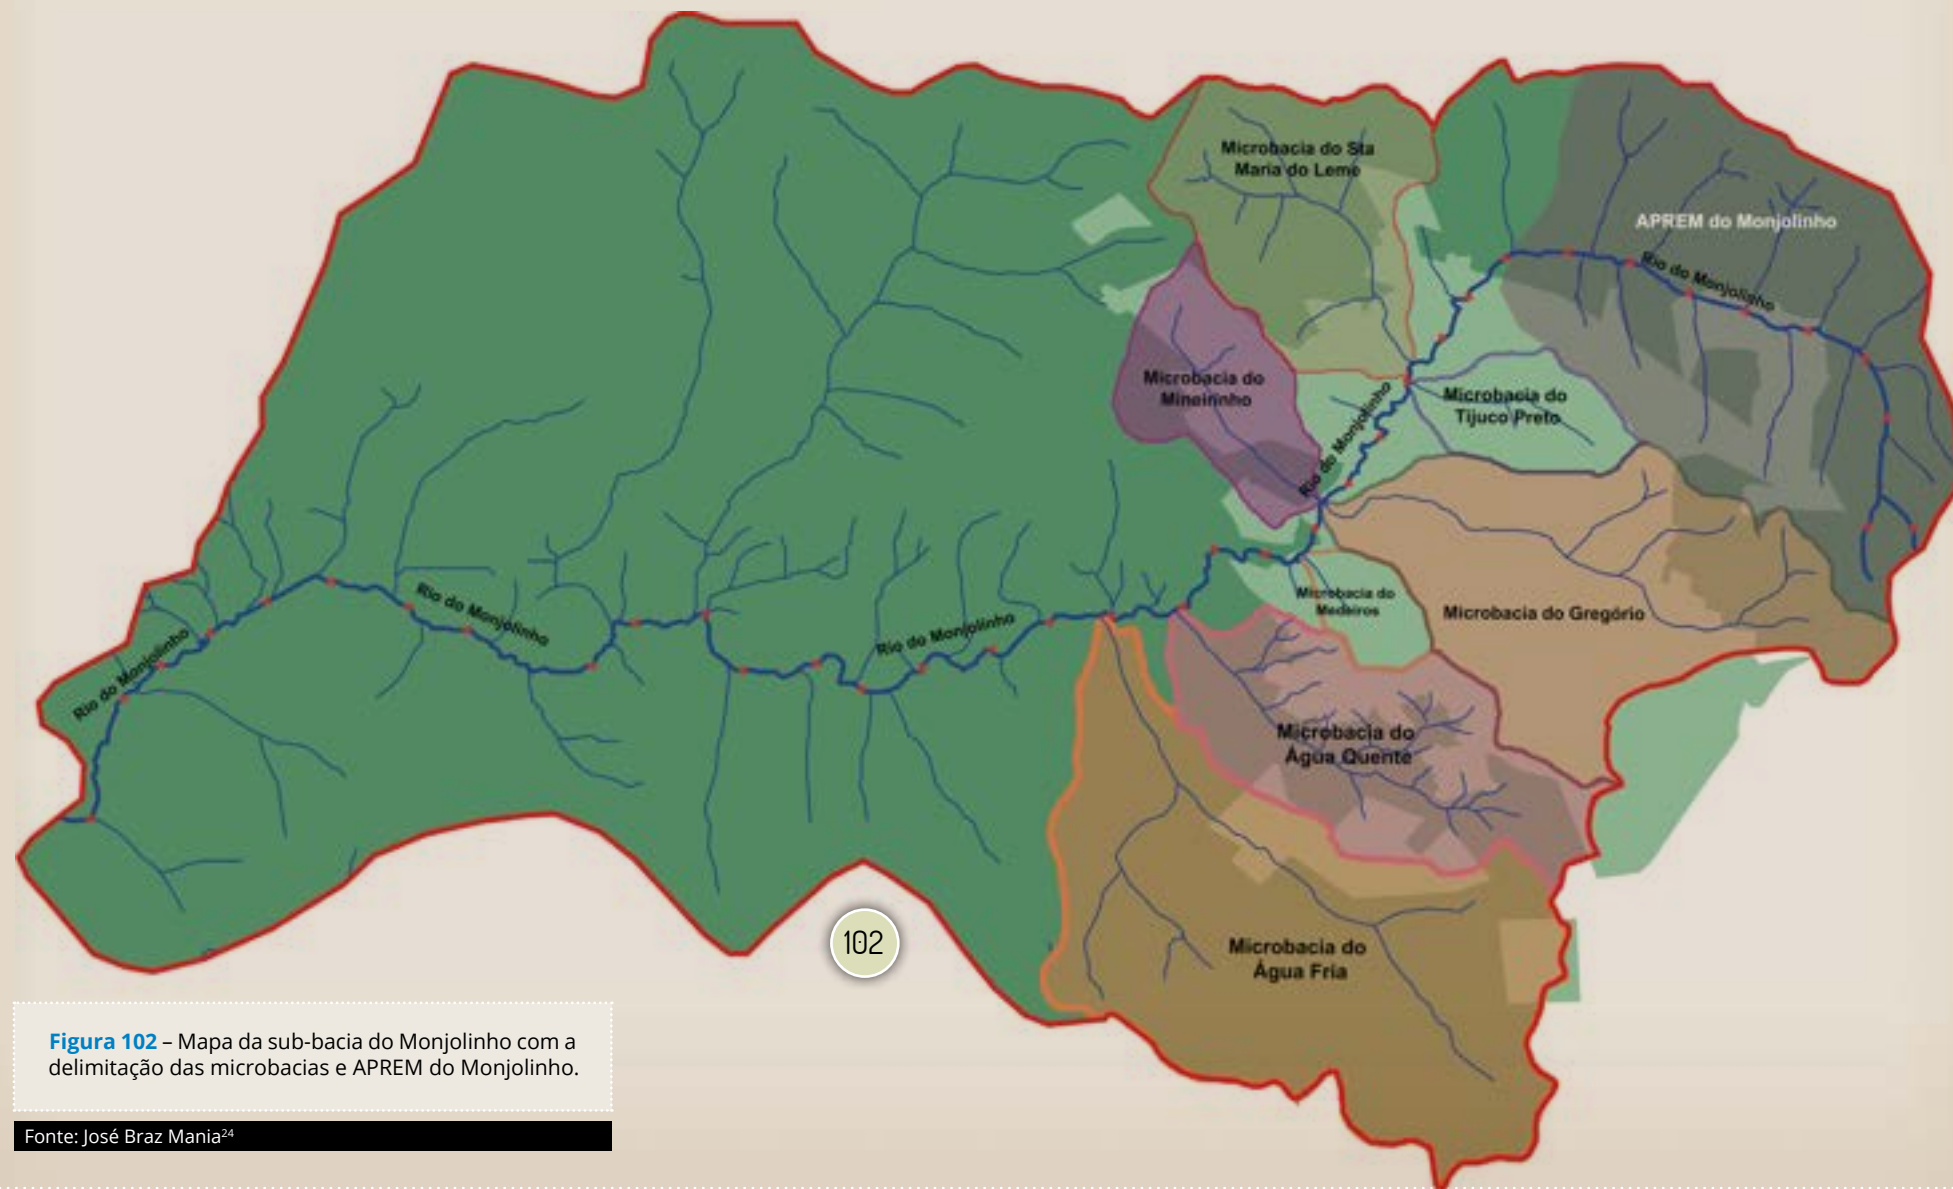 Microbacia do Sta
Maria do Leme
APREM do Monjolinho
Rio do Monjolinho
Microbacia do
Mineirinho
Rio do Monjolinho
Microbacia do
Tijuco Preto
Microbacia do
Medeiros
Microbacia do Gregório
Rio do Monjolinho
Rio do Monjolinho
Rio do Monjolinho
Microbacia do
Água Quente
Microbacia do
Água Fria
102
Figura 102 – Mapa da sub-bacia do Monjolinho com a
delimitação das microbacias e APREM do Monjolinho.
Fonte: José Braz Mania24